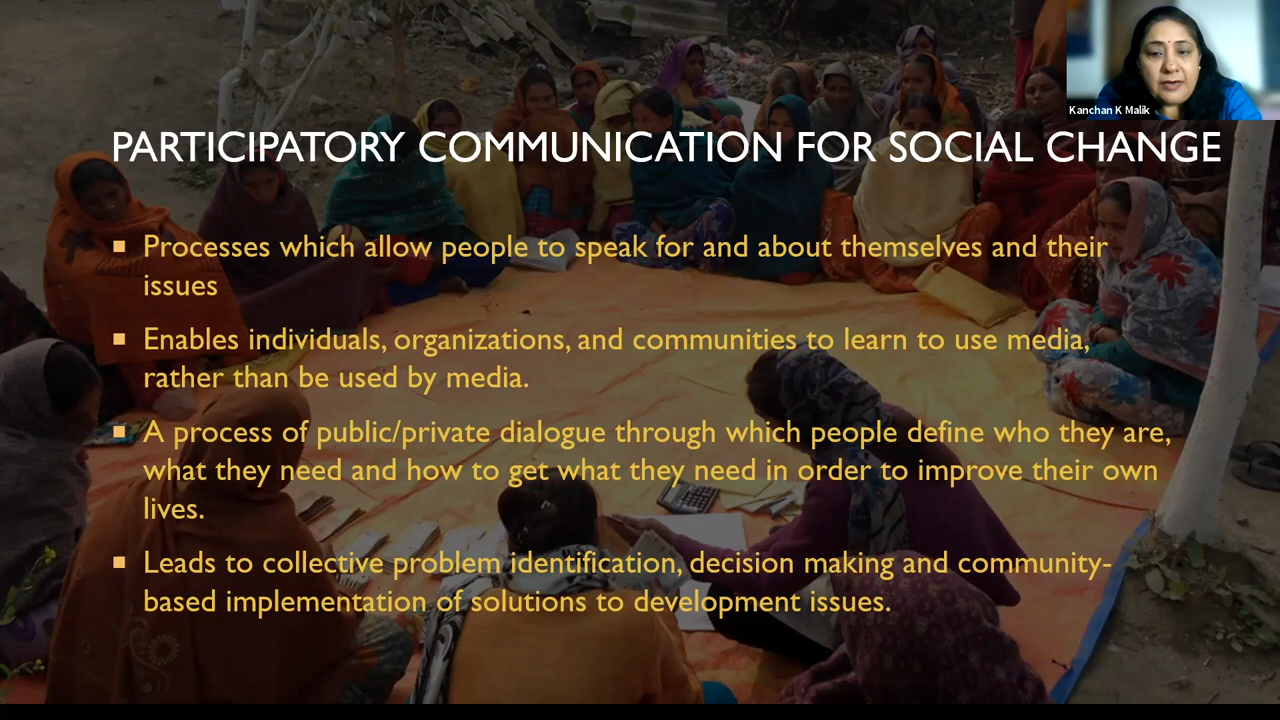 Kanchan K Malik
PARTICIPATORY COMMUNICATION FOR SOCIAL CHANGE
▪ Processes which allow people to speak for and about themselves and their
issues
▪ Enables individuals, organizations, and communities to learn to use media,
rather than be used by media.
▪ A process of public/private dialogue through which people define who they are,
what they need and how to get what they need in order to improve their own
lives.
▪ Leads to collective problem identification, decision making and community-
based implementation of solutions to development issues.